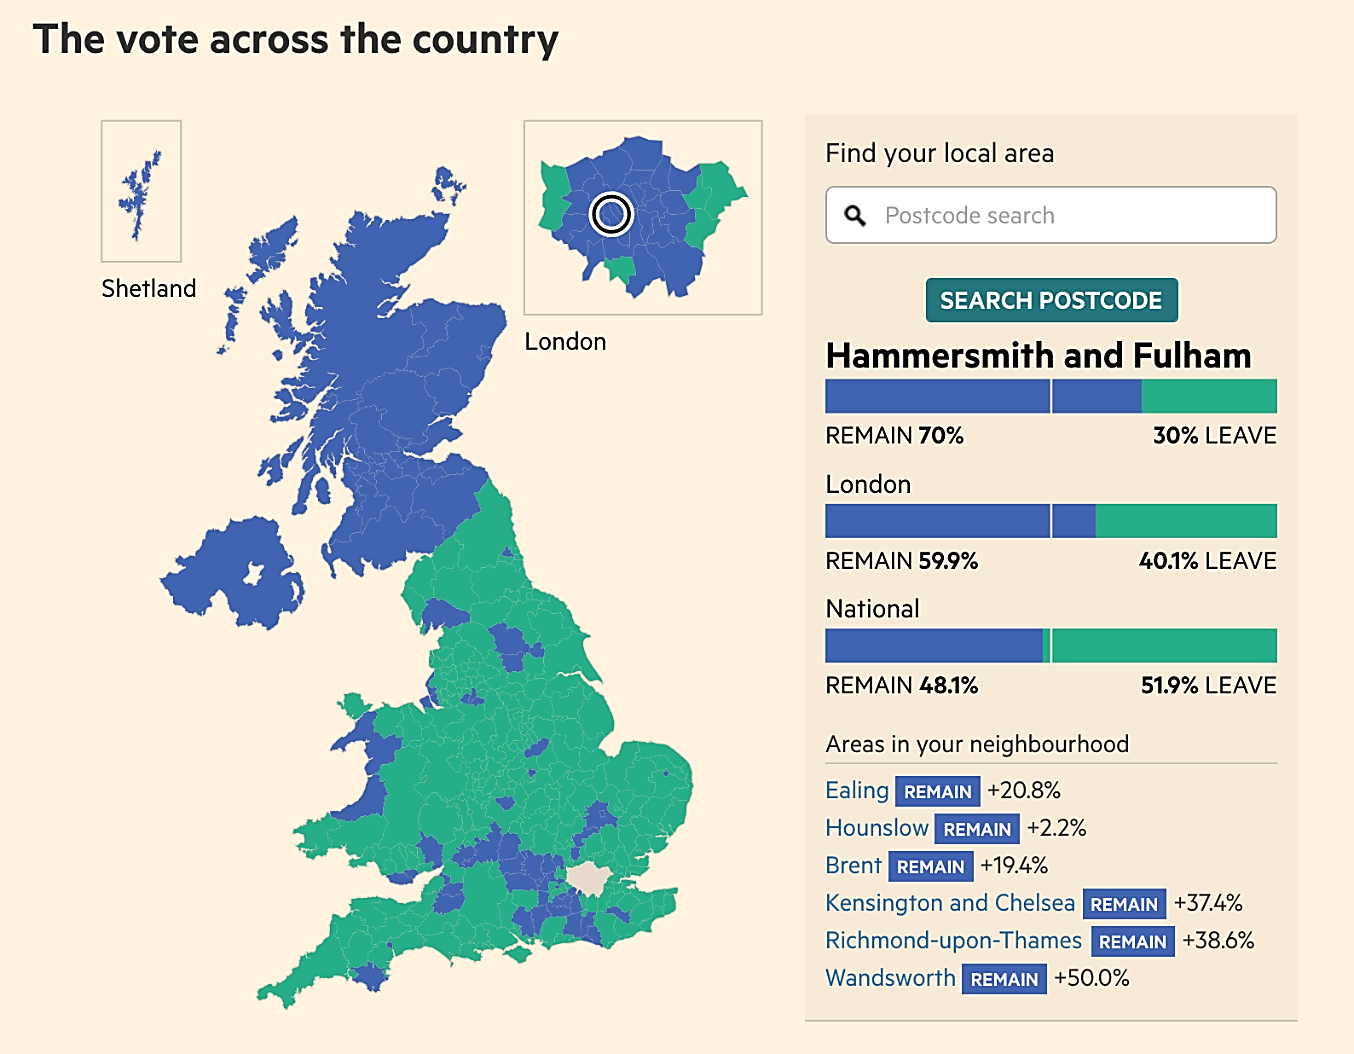 The vote across the country
Shetland
London
Find your local area
Postcode search
SEARCH POSTCODE
Hammersmith and Fulham
REMAIN 70% 30% LEAVE
London
REMAIN 59.9% 40.1% LEAVE
National
REMAIN 48.1% 51.9% LEAVE
Areas in your neighbourhood
Ealing REMAIN +20.8%
Hounslow REMAIN +2.2%
Brent REMAIN +19.4%
Kensington and Chelsea REMAIN +37.4%
Richmond-upon-Thames REMAIN +38.6%
Wandsworth REMAIN +50.0%